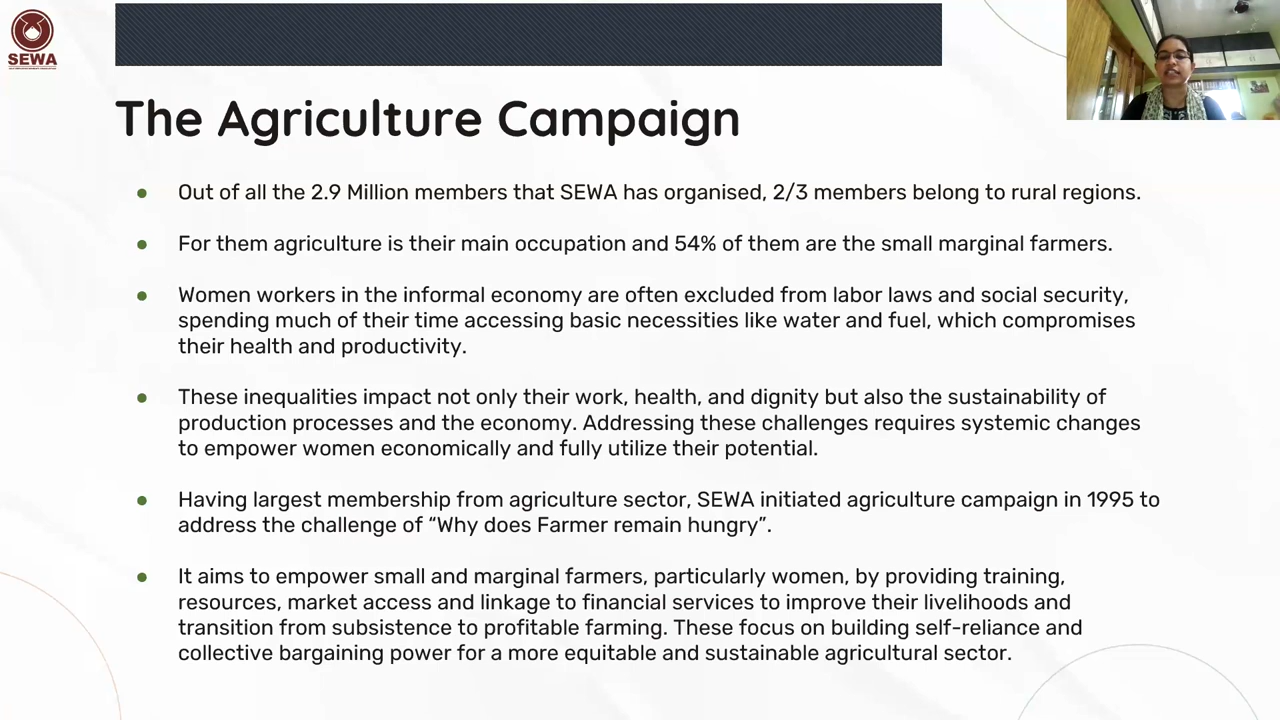 SEWA
The Agriculture Campaign
Out of all the 2.9 Million members that SEWA has organised, 2/3 members belong to rural regions.
For them agriculture is their main occupation and 54% of them are the small marginal farmers.
Women workers in the informal economy are often excluded from labor laws and social security,
spending much of their time accessing basic necessities like water and fuel, which compromises
their health and productivity.
These inequalities impact not only their work, health, and dignity but also the sustainability of
production processes and the economy. Addressing these challenges requires systemic changes
to empower women economically and fully utilize their potential.
Having largest membership from agriculture sector, SEWA initiated agriculture campaign in 1995 to
address the challenge of “Why does Farmer remain hungry”.
It aims to empower small and marginal farmers, particularly women, by providing training,
resources, market access and linkage to financial services to improve their livelihoods and
transition from subsistence to profitable farming. These focus on building self-reliance and
collective bargaining power for a more equitable and sustainable agricultural sector.